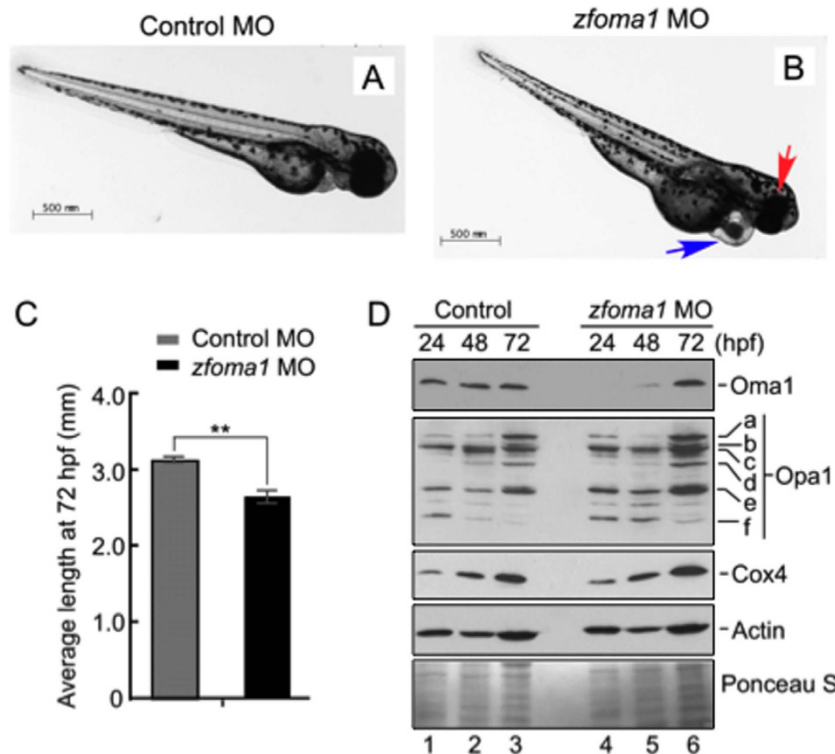 Control MO
zfoma1 MO
A
B
500 mm
500 mm
C
Control MO
zfoma1 MO
Average length at 72 hpf (mm)
4.0
3.0
2.0
1.0
0
**
D
Control
zfoma1 MO
24 48 72
24 48 72 (hpf)
Oma1
a
b
c
d
e
f
Opa1
Cox4
Actin
Ponceau S
1 2 3 4 5 6